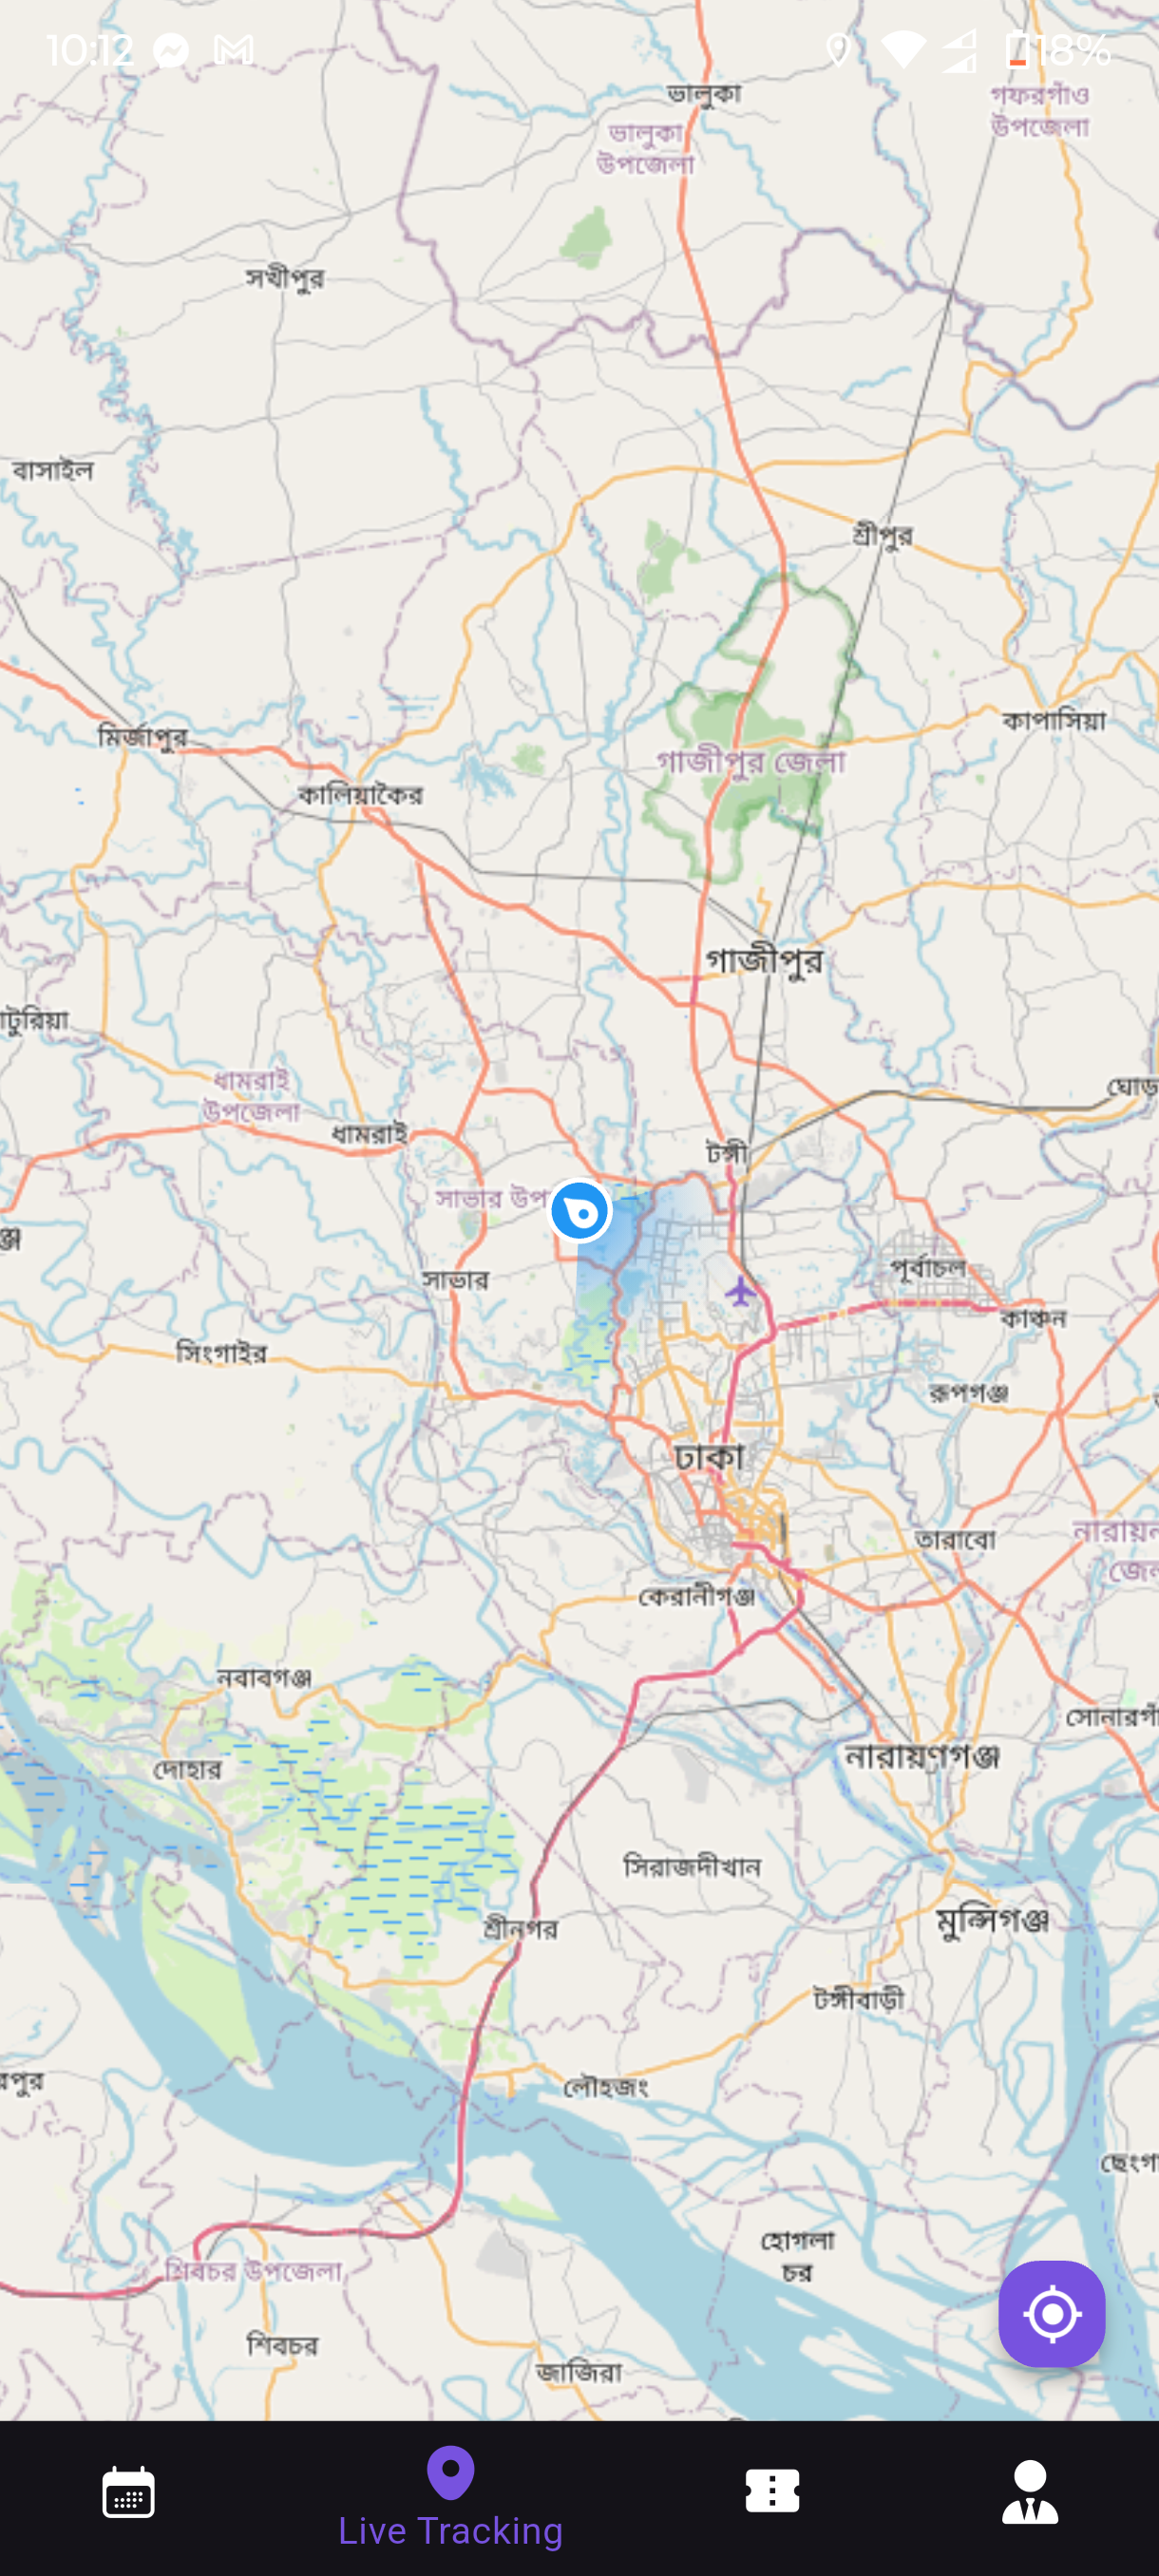 10:12
18%
ভালুকা
গফরগাঁও
উপজেলা
ভালুকা
উপজেলা
সখীপুর
বাসাইল
শ্রীপুর
কাপাসিয়া
মির্জাপুর
গাজীপুর জেলা
কালিয়াকৈর
গাজীপুর
াটুরিয়া
ধামরাই
উপজেলা
ঘোড
ধামরাই
টঙ্গী
সাভার উপ
পূর্বাচল
সাভার
কাঞ্চন
সিংগাইর
রূপগঞ্জ
ঢাকা
তারাবো
নারায়ন
জেল
কেরানীগঞ্জ
নবাবগঞ্জ
সোনারগাঁ
দোহার
নারায়ণগঞ্জ
সিরাজদীখান
মুন্সিগঞ্জ
শ্রীনগর
টঙ্গীবাড়ী
রপুর
লৌহজং
ছেংগা
হোগলা
চর
শিবচর উপজেলা
শিবচর
জাজিরা
Live Tracking